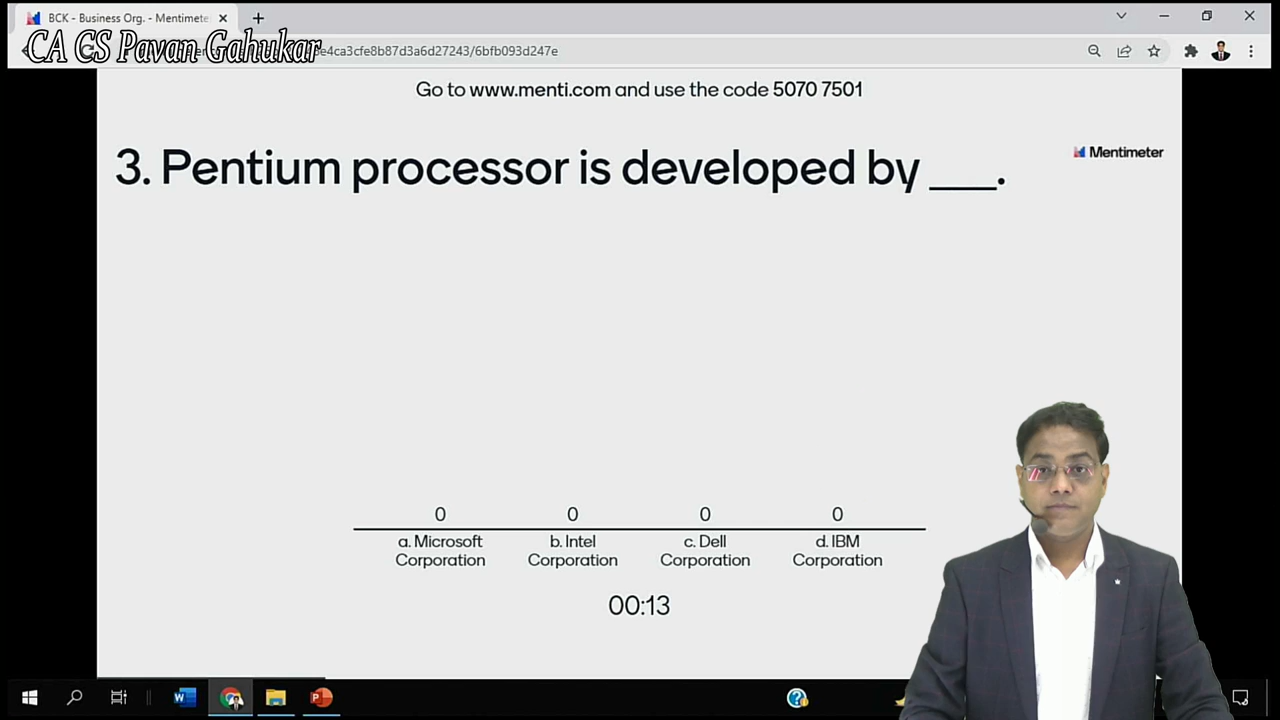 BCK - Business Org. - Mentimeter
CA CS Pavan Gahukar
e4ca3cfe8b87d3a6d27243/6bfb093d247e
Go to www.menti.com and use the code 5070 7501
3. Pentium processor is developed by ___.
Mentimeter
0 0 0 0
a. Microsoft Corporation
b. Intel Corporation
c. Dell Corporation
d. IBM Corporation
00:13